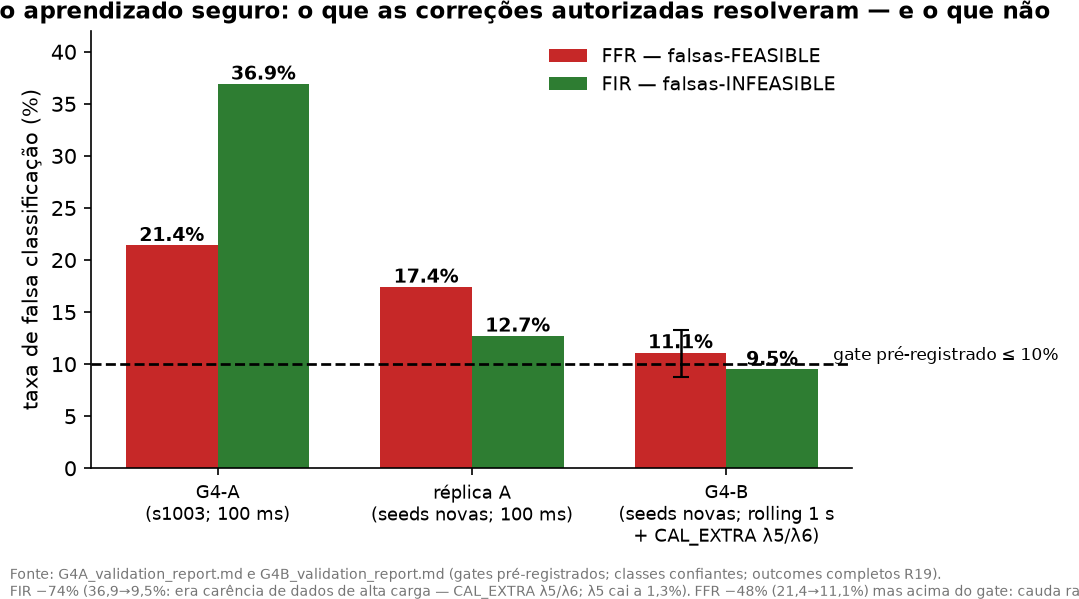 o aprendizado seguro: o que as correções autorizadas resolveram — e o que não
FFR — falsas-FEASIBLE
FIR — falsas-INFEASIBLE
taxa de falsa classificação (%)
40
35
30
25
20
15
10
5
0
21.4%
36.9%
17.4%
12.7%
11.1%
9.5%
gate pré-registrado ≤ 10%
G4-A
(s1003; 100 ms)
réplica A
(seeds novas; 100 ms)
G4-B
(seeds novas; rolling 1 s
+ CAL_EXTRA λ5/λ6)
Fonte: G4A_validation_report.md e G4B_validation_report.md (gates pré-registrados; classes confiantes; outcomes completos R19).
FIR −74% (36,9→9,5%: era carência de dados de alta carga — CAL_EXTRA λ5/λ6; λ5 cai a 1,3%). FFR −48% (21,4→11,1%) mas acima do gate: cauda ra